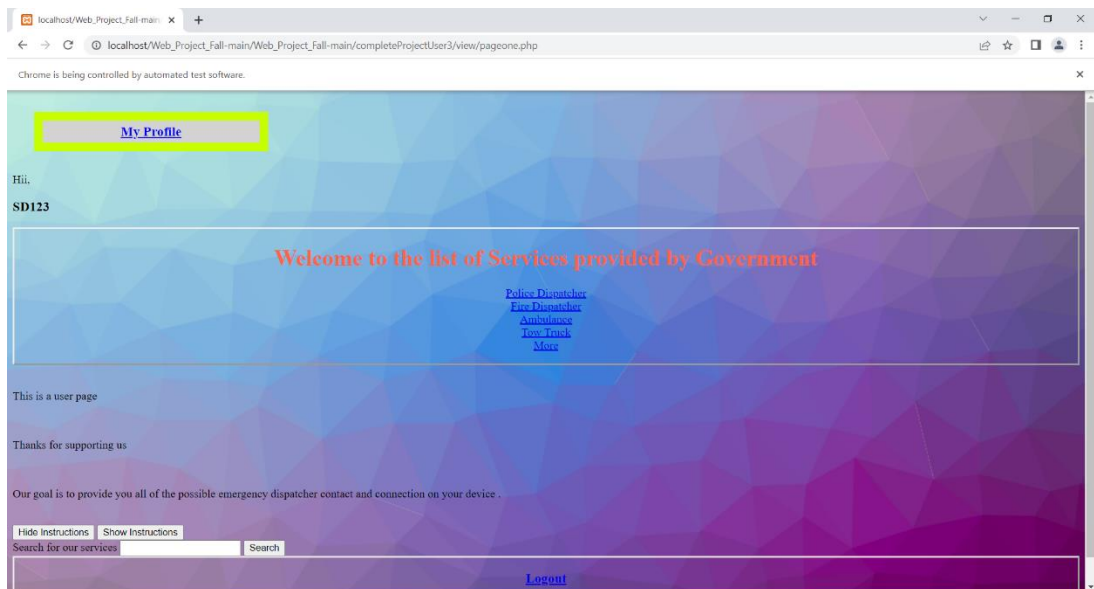 localhost/Web_Project_Fall-main
localhost/Web_Project_Fall-main/Web_Project_Fall-main/completeProjectUser3/view/pageone.php
Chrome is being controlled by automated test software.
My Profile
Hii,
SD123
Welcome to the list of Services provided by Government
Police Dispatcher
Fire Dispatcher
Ambulance
Tow Truck
More
This is a user page
Thanks for supporting us
Our goal is to provide you all of the possible emergency dispatcher contact and connection on your device .
Hide Instructions Show Instructions
Search for our services Search
Logout